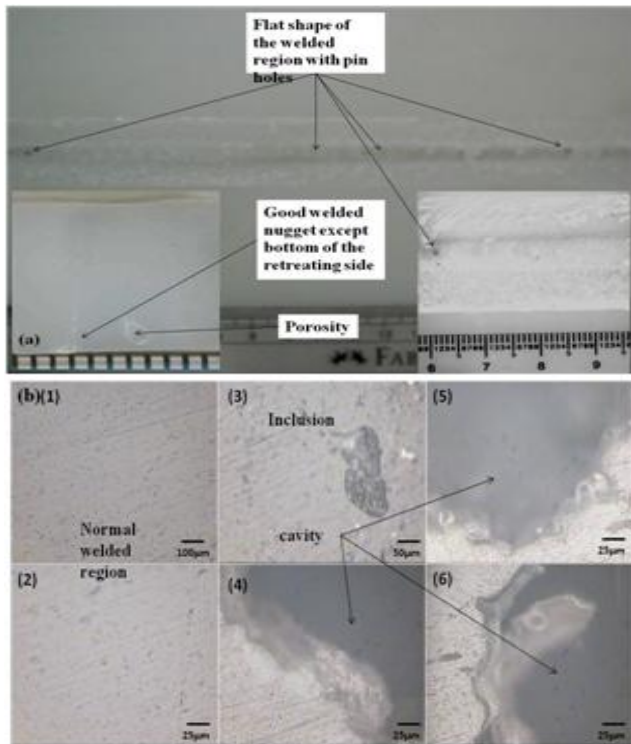 Flat shape of
the welded
region with pin
holes
Good welded
nugget except
bottom of the
retreating side
Porosity
(a)
FAB
6 7 8 9
(b)(1)
(3)
(5)
Inclusion
Normal
welded
region
cavity
100µm
50µm
25µm
(2)
(4)
(6)
25µm
25µm
25µm